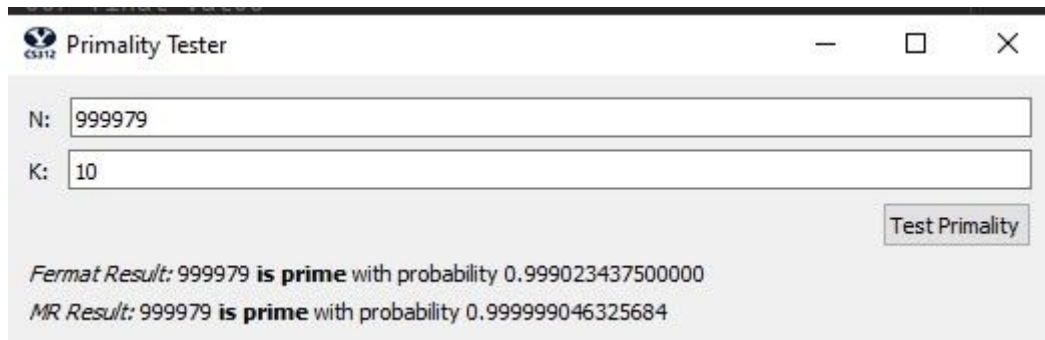 CS312 Primality Tester
N: 999979
K: 10
Test Primality
Fermat Result: 999979 is prime with probability 0.999023437500000
MR Result: 999979 is prime with probability 0.999999046325684